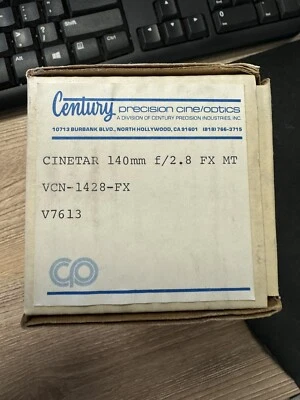 Century precision cine/optics
A DIVISION OF CENTURY PRECISION INDUSTRIES, INC.
10713 BURBANK BLVD., NORTH HOLLYWOOD, CA 91601 (818) 766-3715
CINETAR 140mm f/2.8 FX MT
VCN-1428-FX
V7613